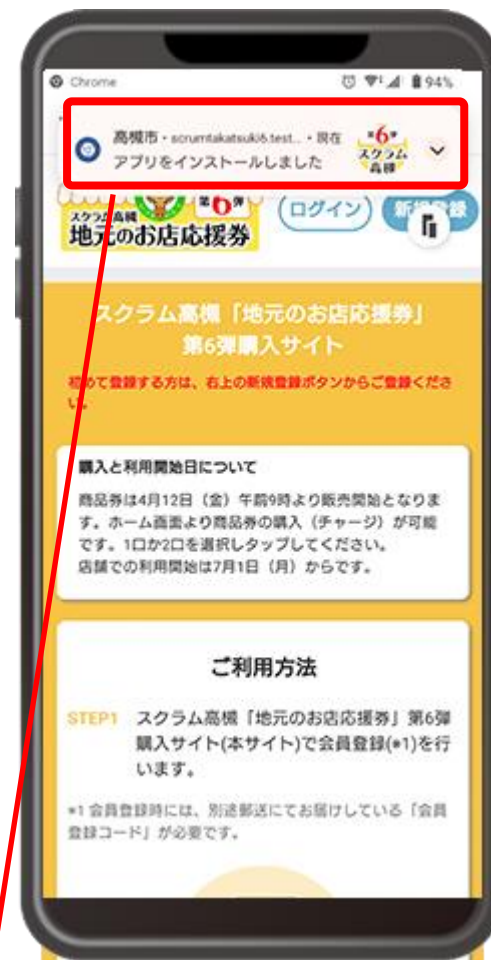 Chrome
94%
高槻市・scrumtakatsuki6.test..・現在
アプリをインストールしました
第6弾
スクラム
高槻
スクラム高槻
第6弾
地元のお店応援券
ログイン
新規登録
スクラム高槻「地元のお店応援券」
第6弾購入サイト
初めて登録する方は、右上の新規登録ボタンからご登録くださ
い。
購入と利用開始日について
商品券は4月12日（金）午前9時より販売開始となりま
す。ホーム画面より商品券の購入（チャージ）が可能
です。1口か2口を選択しタップしてください。
店舗での利用開始は7月1日（月）からです。
ご利用方法
STEP1 スクラム高槻「地元のお店応援券」第6弾
購入サイト(本サイト)で会員登録(*1)を行
います。
*1 会員登録時には、別途郵送にてお届けしている「会員
登録コード」が必要です。